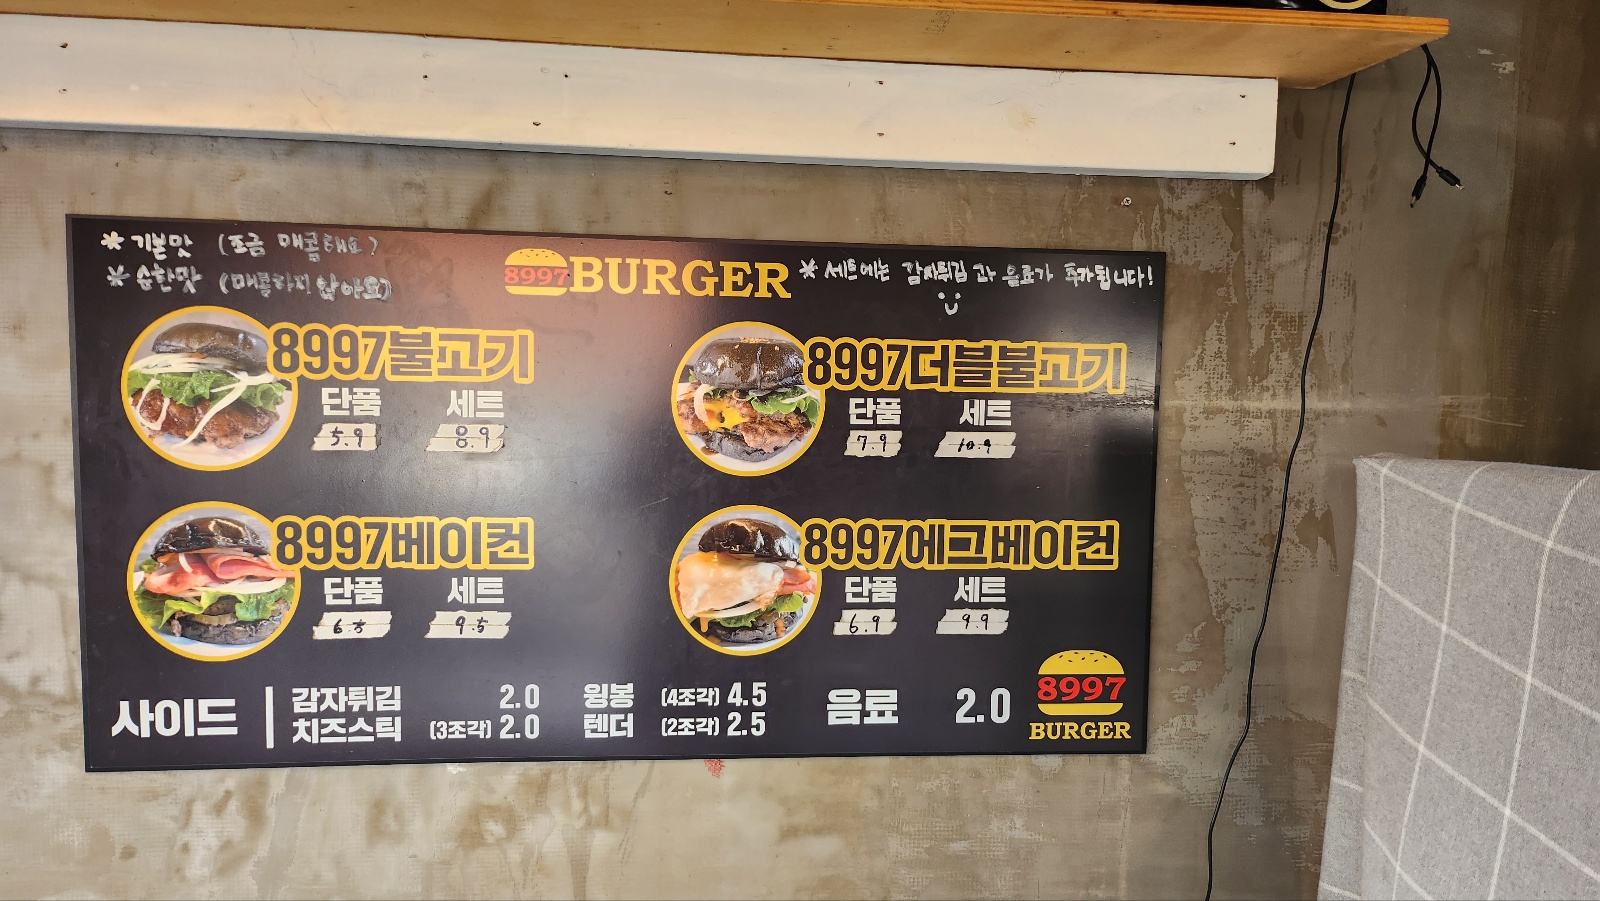 * 기본맛 (조금 매콤해요)
* 순한맛 (매콤하지 않아요)
8997 BURGER
* 세트에는 감자튀김 과 음료가 추가됩니다!
8997불고기
단품 세트
5.9 8.9
8997더블불고기
단품 세트
7.9 10.9
8997베이컨
단품 세트
6.5 9.5
8997에그베이컨
단품 세트
6.9 9.9
사이드
감자튀김 2.0
치즈스틱 (3조각) 2.0
윙봉 (4조각) 4.5
텐더 (2조각) 2.5
음료 2.0
8997
BURGER